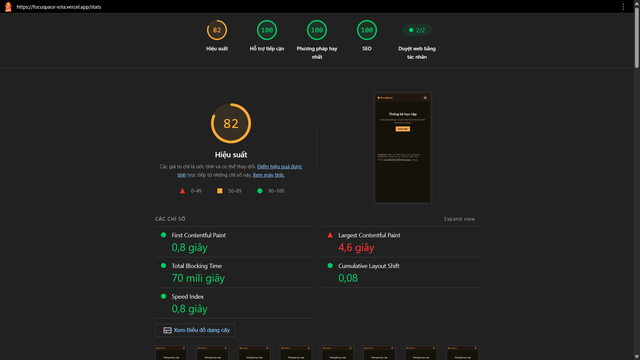 https://focuspace-iota.vercel.app/stats
82
100
100
100
2/2
Hiệu suất
Hỗ trợ tiếp cận
Phương pháp hay nhất
SEO
Duyệt web bằng tác nhân
82
Hiệu suất
Các giá trị chỉ là ước tính và có thể thay đổi. Điểm hiệu quả được
tính trực tiếp từ những chỉ số này. Xem máy tính.
0–49
50–89
90–100
Thống kê học tập
CÁC CHỈ SỐ
Expand view
First Contentful Paint
0,8 giây
Largest Contentful Paint
4,6 giây
Total Blocking Time
70 mili giây
Cumulative Layout Shift
0,08
Speed Index
0,8 giây
Xem Biểu đồ dạng cây